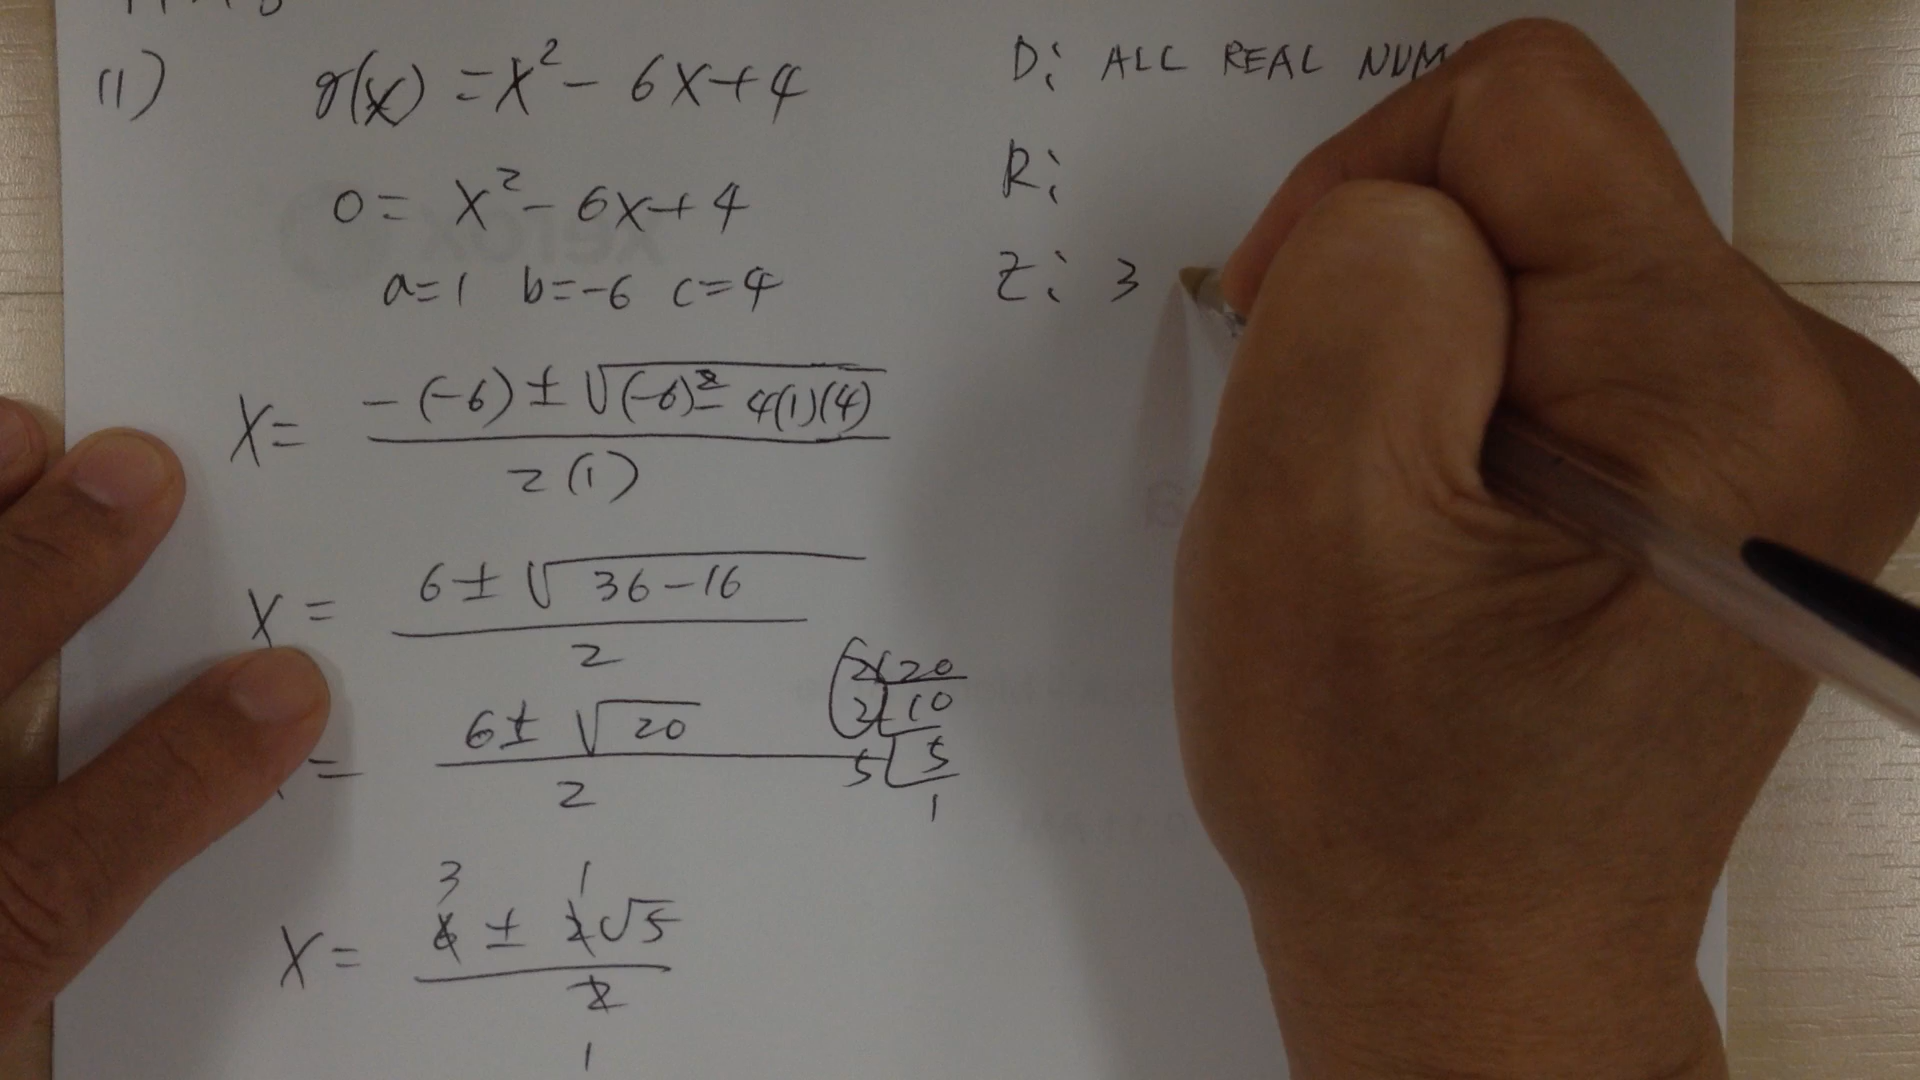 (1) g(x) = x² - 6x + 4
0 = x² - 6x + 4
a=1 b=-6 c=4
x = -(-6) ± √(-6)² - 4(1)(4)
2(1)
x = 6 ± √36-16
2
= 6 ± √20
2
2 20
2 10
5 5
1
3 1
x = 6 ± 2√5
2
1
D: ALL REAL NUM
R:
Z: 3